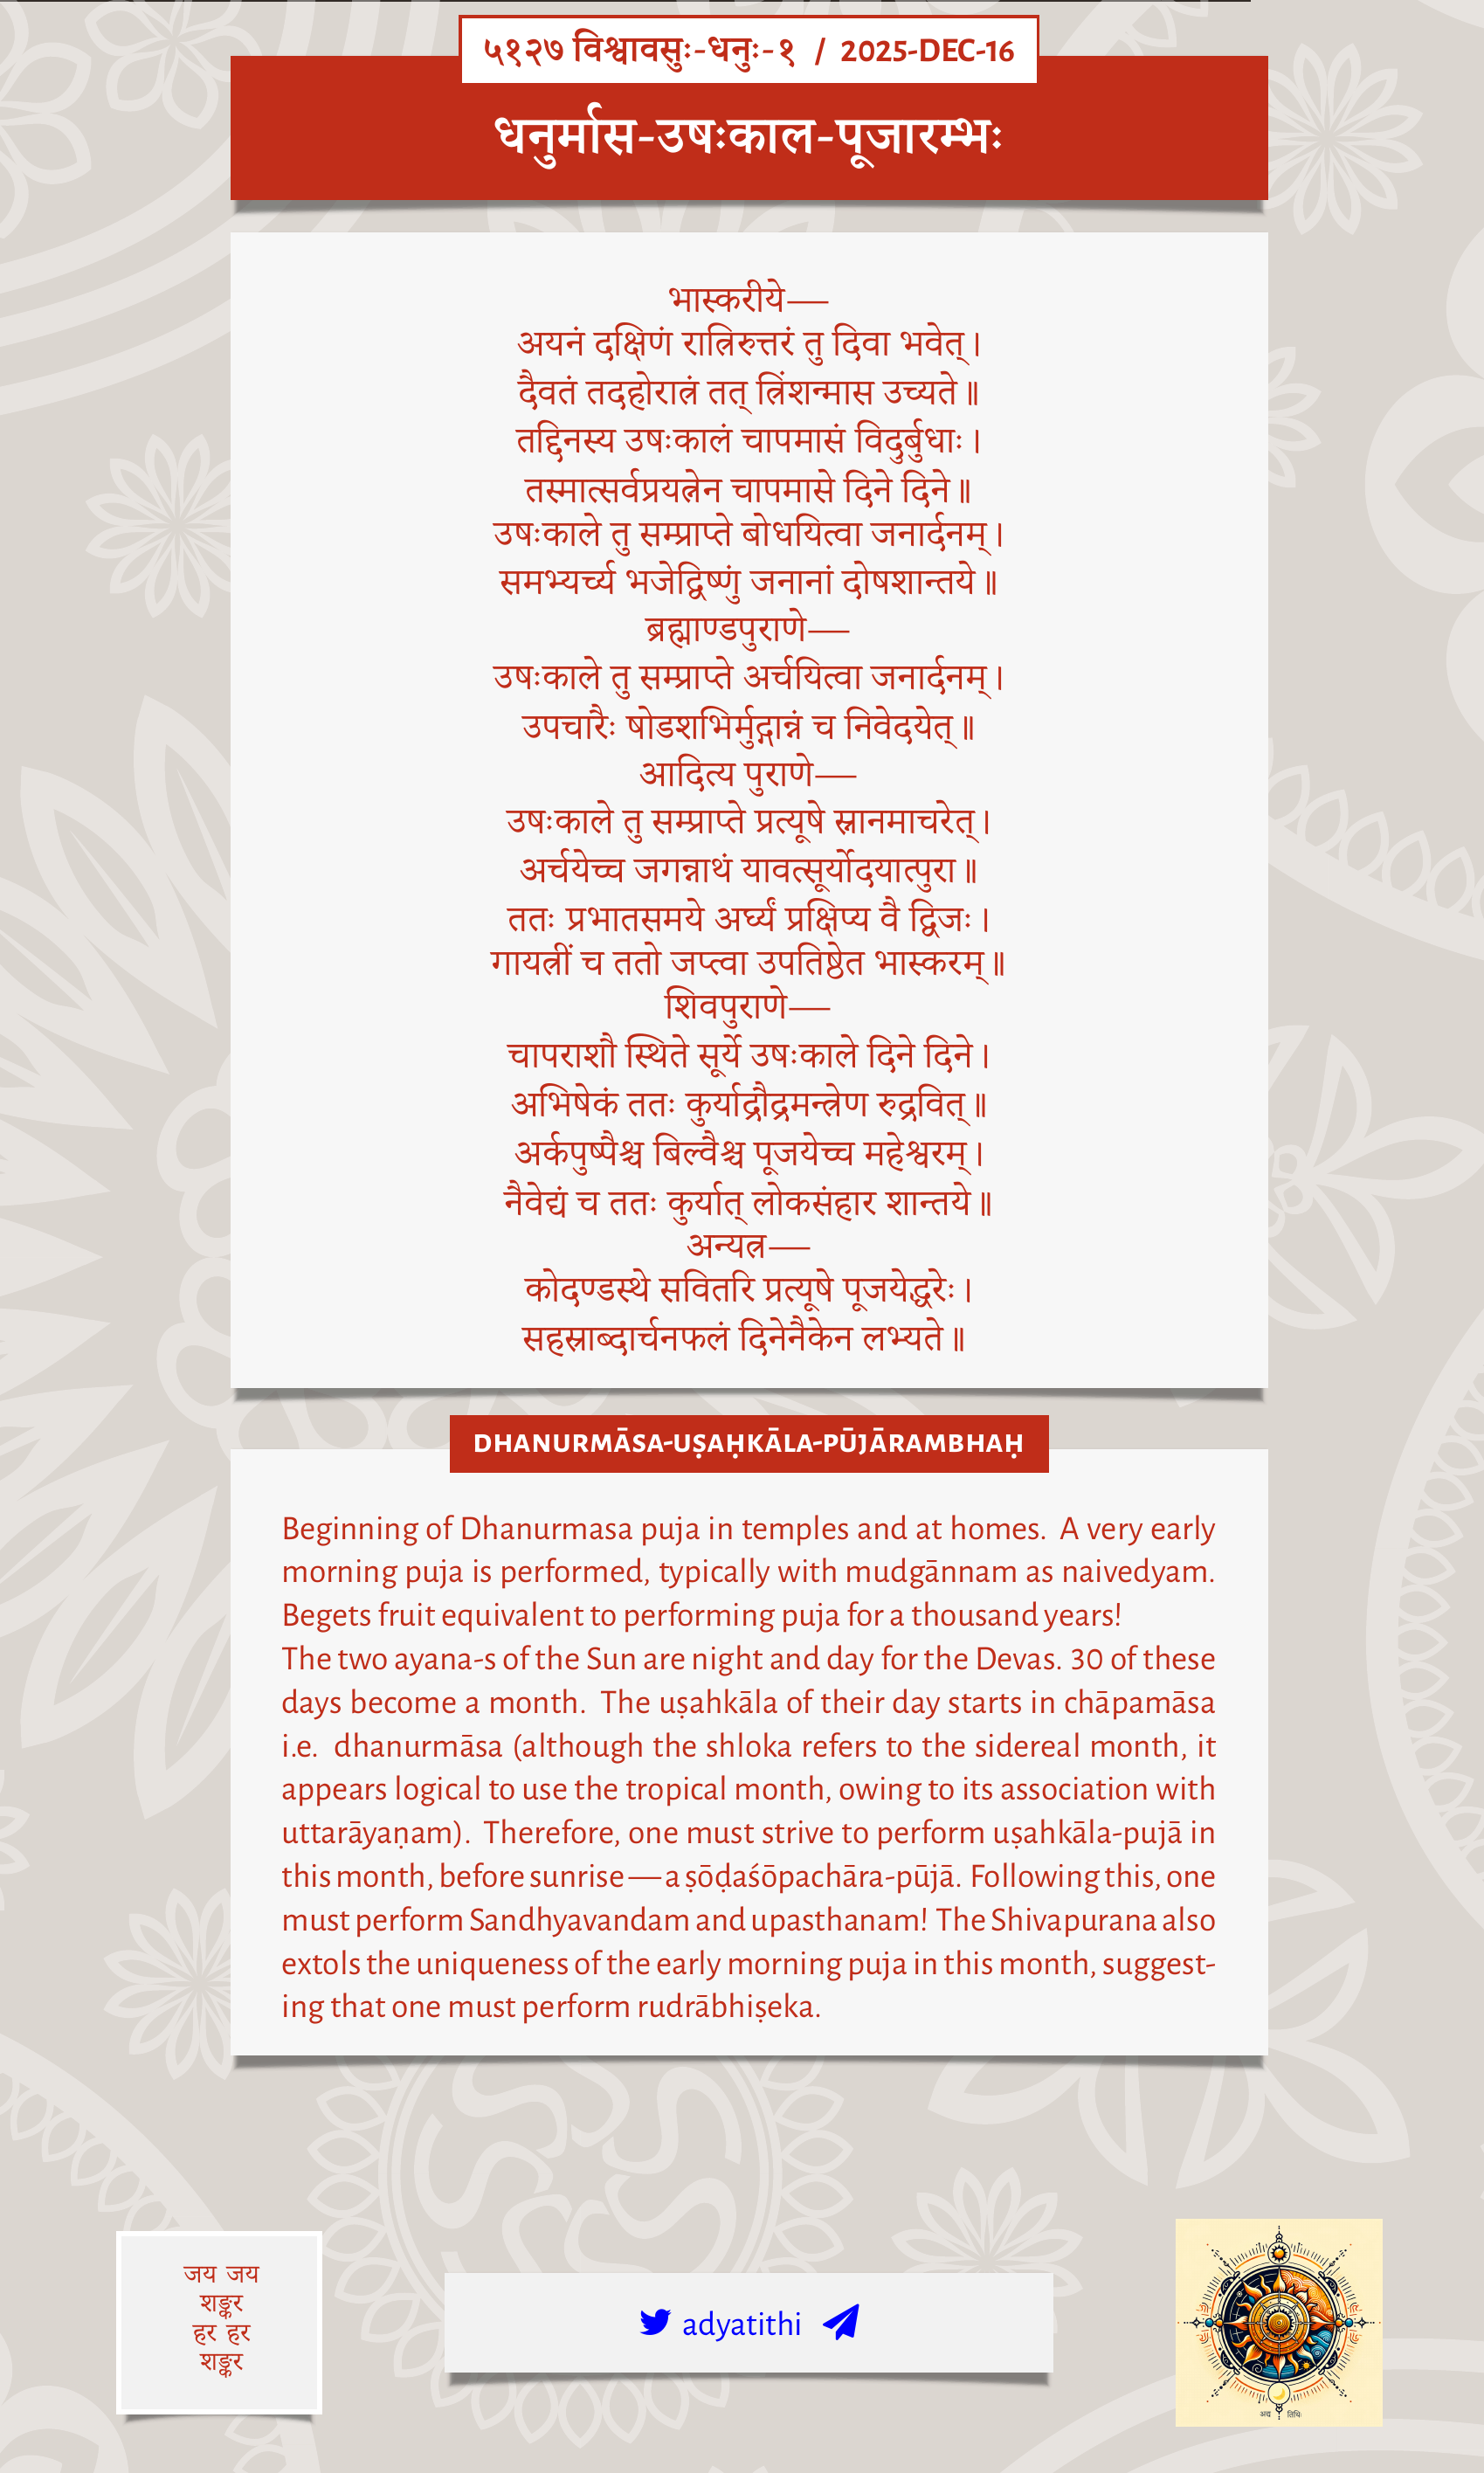 ५१२७ विश्वावसुः-धनुः-१ / 2025-DEC-16
धनुर्मास-उषःकाल-पूजारम्भः
भास्करीये—
अयनं दक्षिणं रात्रिरुत्तरं तु दिवा भवेत्।
दैवतं तदहोरात्रं तत् त्रिंशन्मास उच्यते॥
तद्दिनस्य उषःकालं चापमासं विदुर्बुधाः।
तस्मात्सर्वप्रयत्नेन चापमासे दिने दिने॥
उषःकाले तु सम्प्राप्ते बोधयित्वा जनार्दनम्।
समभ्यर्च्य भजेद्विष्णुं जनानां दोषशान्तये॥
ब्रह्माण्डपुराणे—
उषःकाले तु सम्प्राप्ते अर्चयित्वा जनार्दनम्।
उपचारैः षोडशभिर्मुद्गान्नं च निवेदयेत्॥
आदित्य पुराणे—
उषःकाले तु सम्प्राप्ते प्रत्यूषे स्नानमाचरेत्।
अर्चयेच्च जगन्नाथं यावत्सूर्योदयात्पुरा॥
ततः प्रभातसमये अर्घ्यं प्रक्षिप्य वै द्विजः।
गायत्रीं च ततो जप्त्वा उपतिष्ठेत भास्करम्॥
शिवपुराणे—
चापराशौ स्थिते सूर्ये उषःकाले दिने दिने।
अभिषेकं ततः कुर्याद्रौद्रमन्त्रेण रुद्रवित्॥
अर्कपुष्पैश्च बिल्वैश्च पूजयेच्च महेश्वरम्।
नैवेद्यं च ततः कुर्यात् लोकसंहार शान्तये॥
अन्यत्र—
कोदण्डस्थे सवितरि प्रत्यूषे पूजयेद्धरेः।
सहस्राब्दार्चनफलं दिनेनैकेन लभ्यते॥
DHANURMĀSA-UṢAḤKĀLA-PŪJĀRAMBHAḤ
Beginning of Dhanurmasa puja in temples and at homes. A very early
morning puja is performed, typically with mudgānnam as naivedyam.
Begets fruit equivalent to performing puja for a thousand years!
The two ayana-s of the Sun are night and day for the Devas. 30 of these
days become a month. The uṣahkāla of their day starts in chāpamāsa
i.e. dhanurmāsa (although the shloka refers to the sidereal month, it
appears logical to use the tropical month, owing to its association with
uttarāyaṇam). Therefore, one must strive to perform uṣahkāla-pujā in
this month, before sunrise — a ṣōḍaśōpachāra-pūjā. Following this, one
must perform Sandhyavandam and upasthanam! The Shivapurana also
extols the uniqueness of the early morning puja in this month, suggest-
ing that one must perform rudrābhiṣeka.
जय जय
शङ्कर
हर हर
शङ्कर
adyatithi
अद्य तिथिः